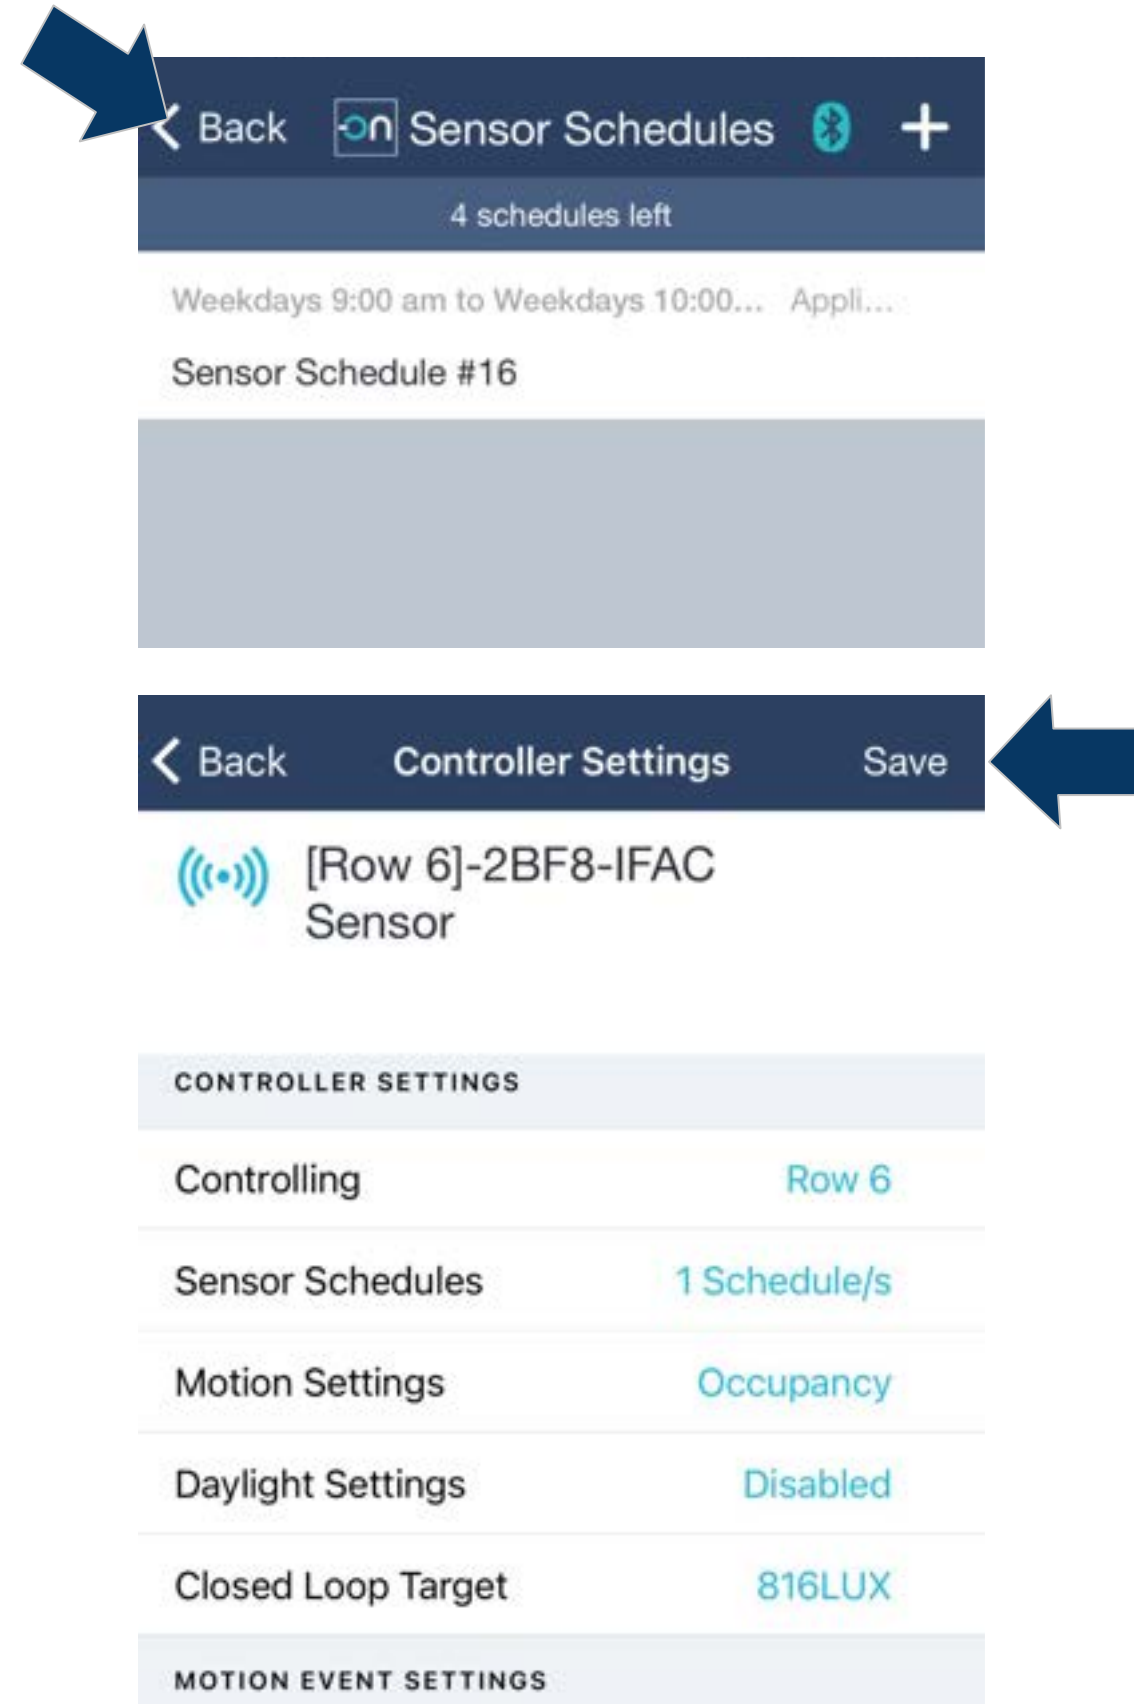 Back on Sensor Schedules +
4 schedules left
Weekdays 9:00 am to Weekdays 10:00... Appli...
Sensor Schedule #16
Back Controller Settings Save
[Row 6]-2BF8-IFAC
Sensor
CONTROLLER SETTINGS
Controlling Row 6
Sensor Schedules 1 Schedule/s
Motion Settings Occupancy
Daylight Settings Disabled
Closed Loop Target 816LUX
MOTION EVENT SETTINGS